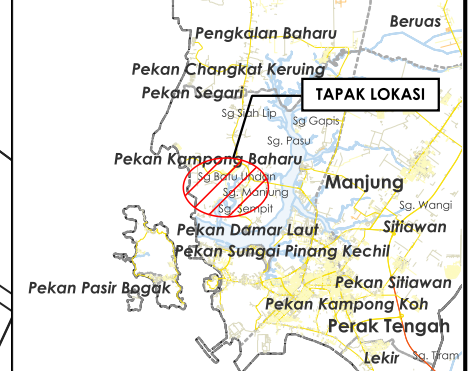 Beruas
Pengkalan Baharu
Pekan Changkat Keruing
Pekan Segari
TAPAK LOKASI
Sg Siah Lip
Sg Gapis
Sg. Pasu
Pekan Kampong Baharu
Sg Batu Undan
Manjung
Sg. Manjung
Sg. Wangi
Sg. Sempit
Sitiawan
Pekan Damar Laut
Pekan Sungai Pinang Kechil
Pekan Sitiawan
Pekan Pasir Bogak
Pekan Kampong Koh
Perak Tengah
Lekir
Sg. Tiram